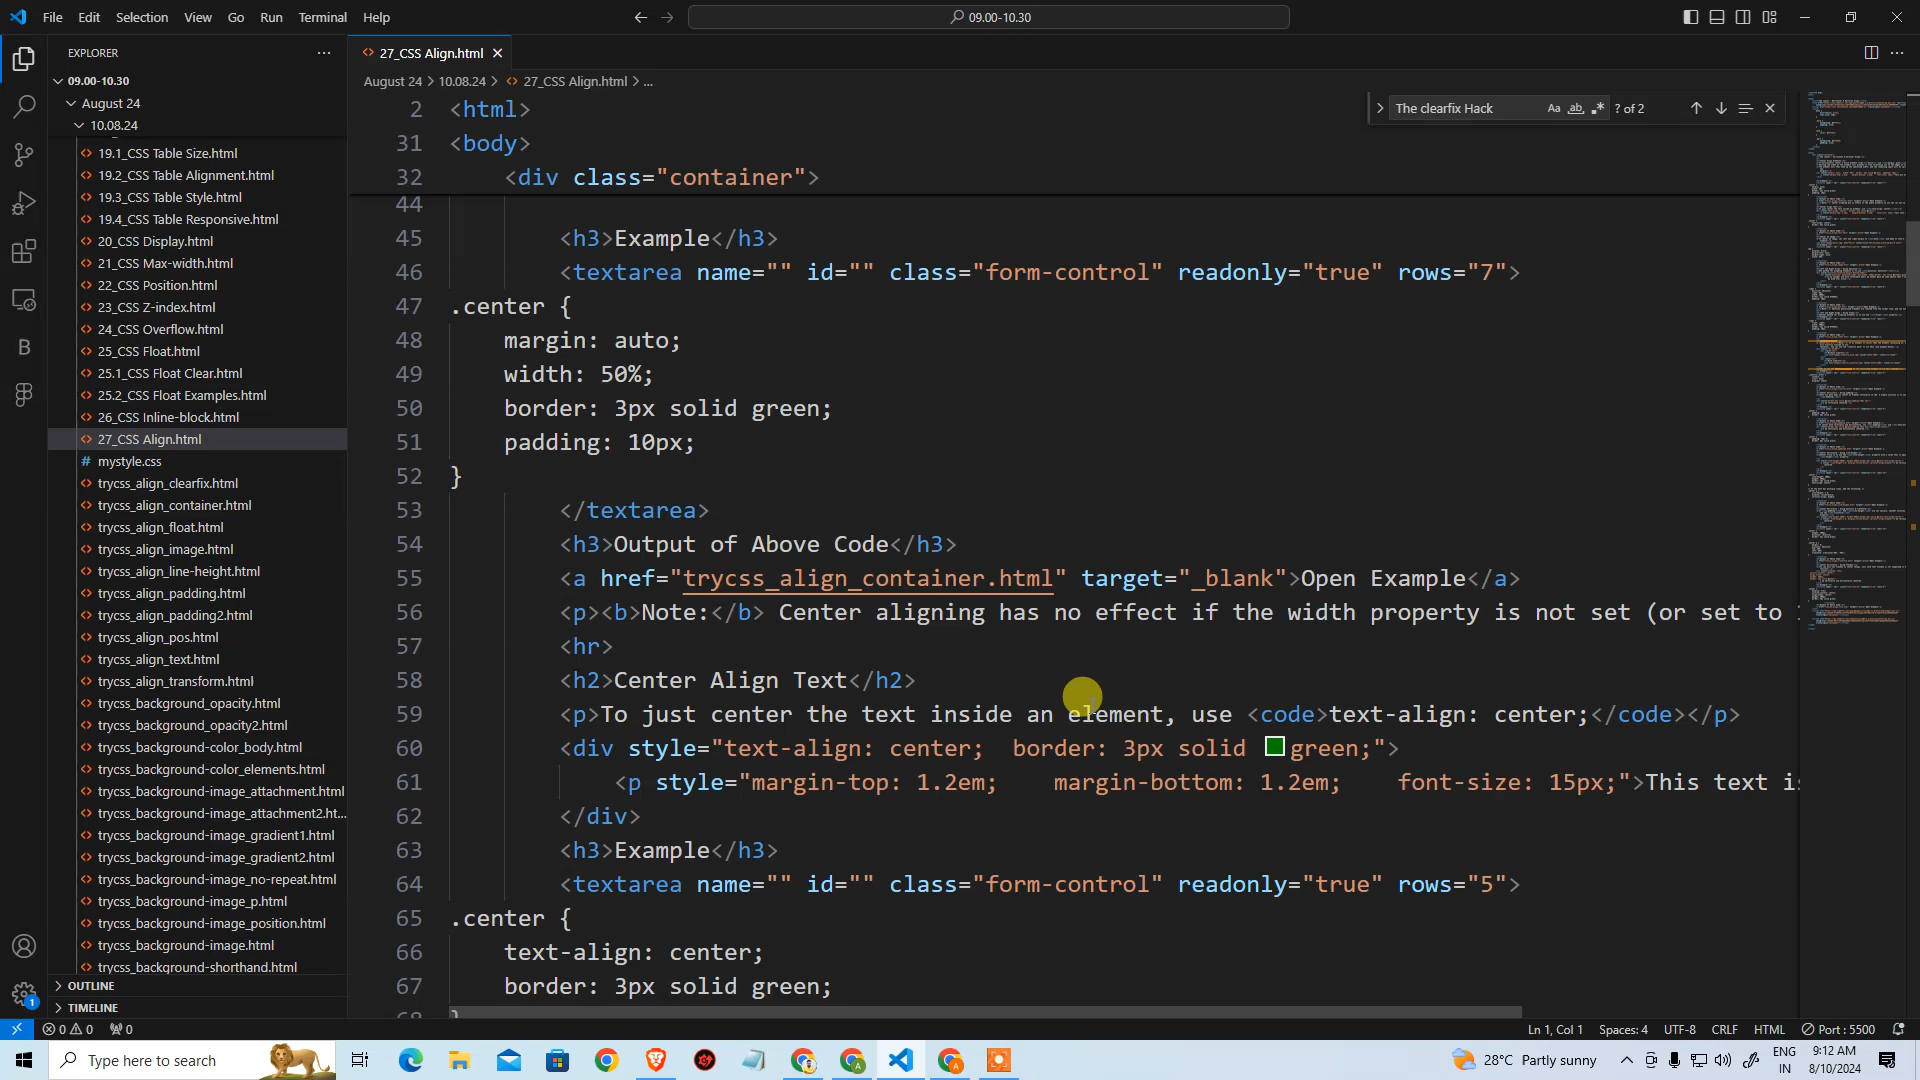 File Edit Selection View Go Run Terminal Help
09.00-10.30
EXPLORER
27_CSS Align.html
09.00-10.30
August 24
10.08.24
19.1_CSS Table Size.html
19.2_CSS Table Alignment.html
19.3_CSS Table Style.html
19.4_CSS Table Responsive.html
20_CSS Display.html
21_CSS Max-width.html
22_CSS Position.html
23_CSS Z-index.html
24_CSS Overflow.html
25_CSS Float.html
25.1_CSS Float Clear.html
25.2_CSS Float Examples.html
26_CSS Inline-block.html
27_CSS Align.html
# mystyle.css
trycss_align_clearfix.html
trycss_align_container.html
trycss_align_float.html
trycss_align_image.html
trycss_align_line-height.html
trycss_align_padding.html
trycss_align_padding2.html
trycss_align_pos.html
trycss_align_text.html
trycss_align_transform.html
trycss_background_opacity.html
trycss_background_opacity2.html
trycss_background-color_body.html
trycss_background-color_elements.html
trycss_background-image_attachment.html
trycss_background-image_attachment2.ht...
trycss_background-image_gradient1.html
trycss_background-image_gradient2.html
trycss_background-image_no-repeat.html
trycss_background-image_p.html
trycss_background-image_position.html
trycss_background-image.html
trycss_background-shorthand.html
OUTLINE
TIMELINE
August 24 > 10.08.24 > 27_CSS Align.html > ...
The clearfix Hack Aa ab .* ? of 2
2 <html>
31 <body>
32 <div class="container">
44
45 <h3>Example</h3>
46 <textarea name="" id="" class="form-control" readonly="true" rows="7">
47 .center {
48 margin: auto;
49 width: 50%;
50 border: 3px solid green;
51 padding: 10px;
52 }
53 </textarea>
54 <h3>Output of Above Code</h3>
55 <a href="trycss_align_container.html" target="_blank">Open Example</a>
56 <p><b>Note:</b> Center aligning has no effect if the width property is not set (or set to
57 <hr>
58 <h2>Center Align Text</h2>
59 <p>To just center the text inside an element, use <code>text-align: center;</code></p>
60 <div style="text-align: center; border: 3px solid green;">
61 <p style="margin-top: 1.2em; margin-bottom: 1.2em; font-size: 15px;">This text is
62 </div>
63 <h3>Example</h3>
64 <textarea name="" id="" class="form-control" readonly="true" rows="5">
65 .center {
66 text-align: center;
67 border: 3px solid green;
68 }
0 0 0
Ln 1, Col 1 Spaces: 4 UTF-8 CRLF HTML Port : 5500
Type here to search
28°C Partly sunny
ENG
IN
9:12 AM
8/10/2024